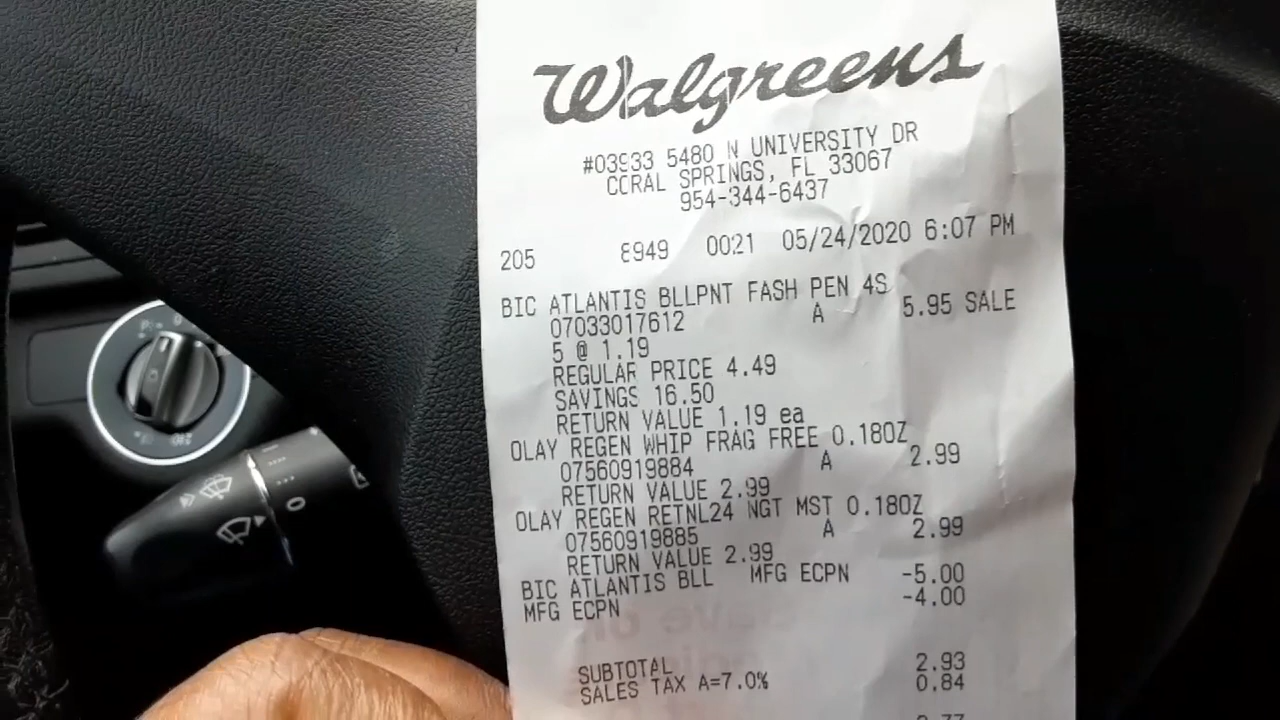 Walgreens
#03933 5480 N UNIVERSITY DR
CORAL SPRINGS, FL 33067
954-344-6437
205 8949 0021 05/24/2020 6:07 PM
BIC ATLANTIS BLLPNT FASH PEN 4S
07033017612 A 5.95 SALE
5 @ 1.19
REGULAR PRICE 4.49
SAVINGS 16.50
RETURN VALUE 1.19 ea
OLAY REGEN WHIP FRAG FREE 0.18OZ
07560919884 A 2.99
RETURN VALUE 2.99
OLAY REGEN RETNL24 NGT MST 0.18OZ
07560919885 A 2.99
RETURN VALUE 2.99
BIC ATLANTIS BLL MFG ECPN -5.00
MFG ECPN -4.00
SUBTOTAL 2.93
SALES TAX A=7.0% 0.84